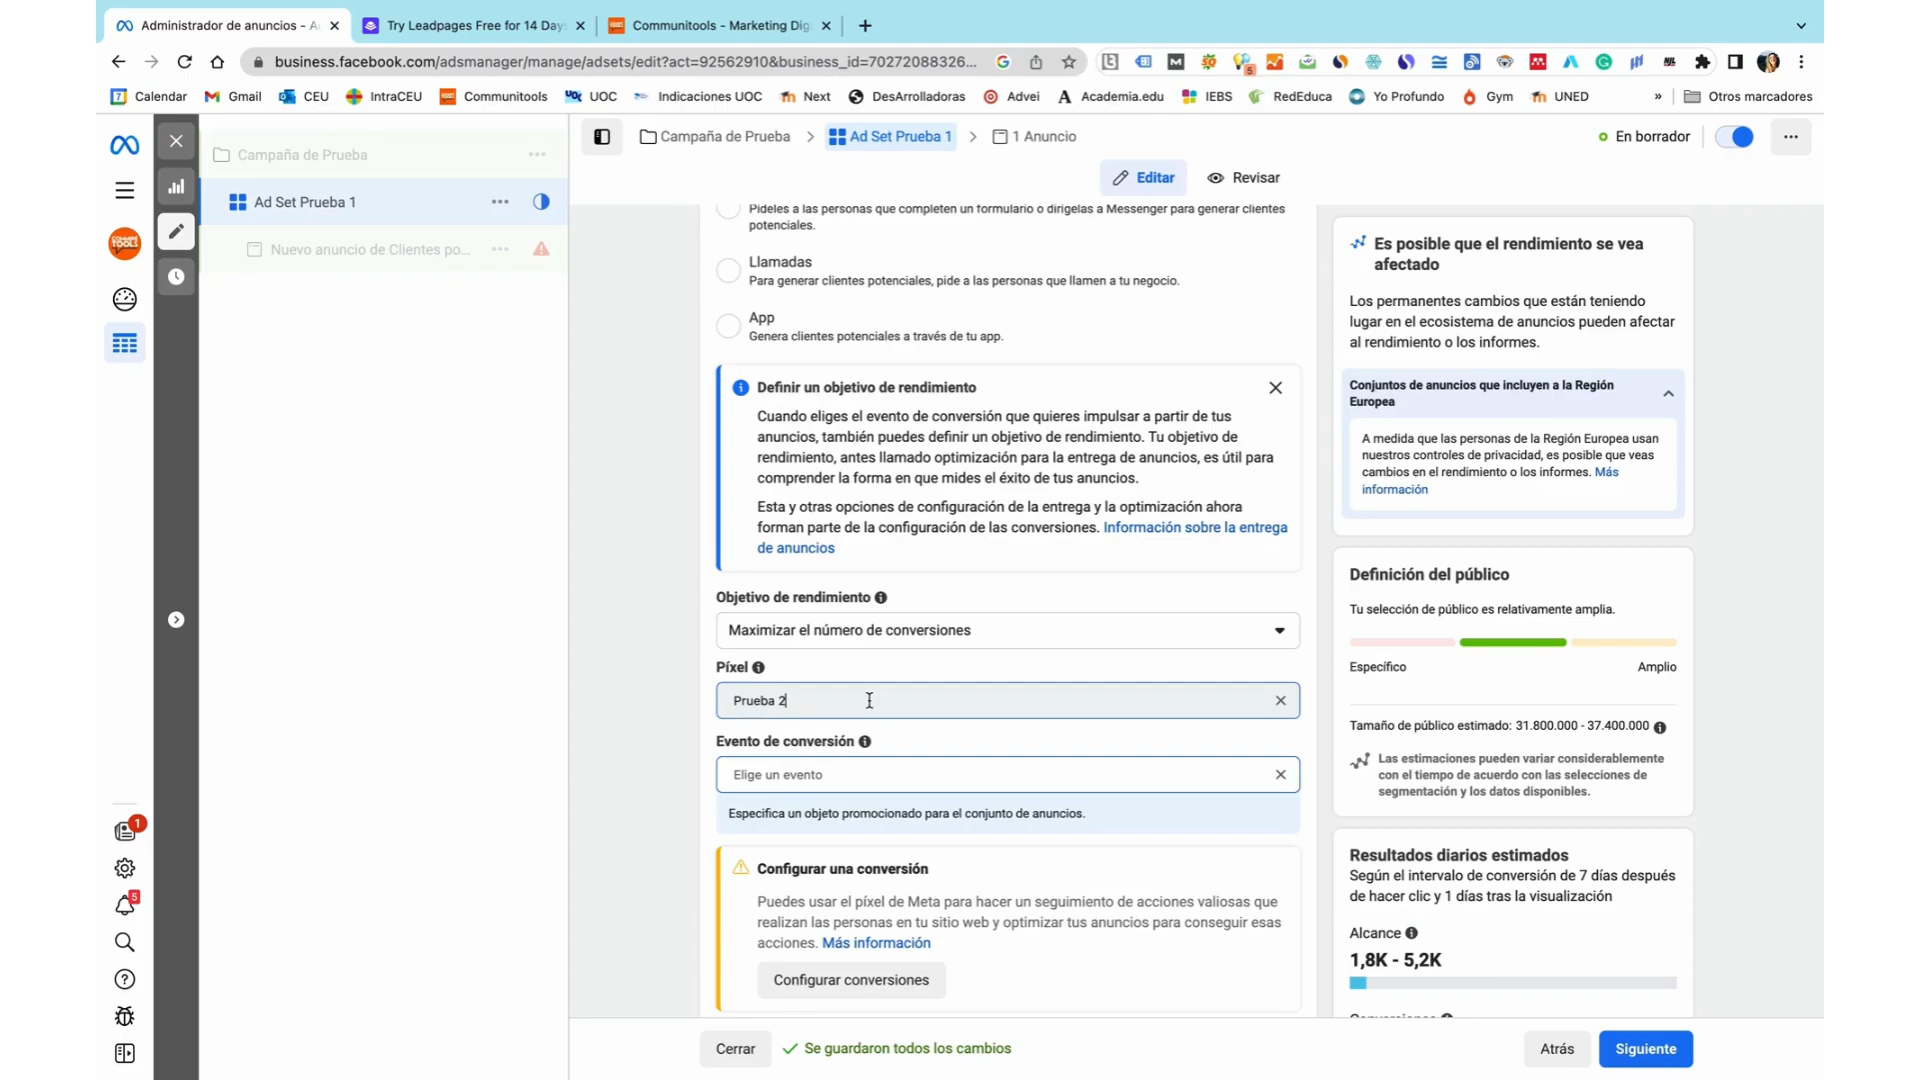 Administrador de anuncios - A
Try Leadpages Free for 14 Days
Communitools - Marketing Dig
business.facebook.com/adsmanager/manage/adsets/edit?act=92562910&business_id=70272088326...
Calendar
Gmail
CEU
IntraCEU
Communitools
UOC
Indicaciones UOC
Next
DesArrolladoras
Advei
Academia.edu
IEBS
RedEduca
Yo Profundo
Gym
UNED
»
Otros marcadores
Campaña de Prueba
Ad Set Prueba 1
Nuevo anuncio de Clientes po...
Campaña de Prueba > Ad Set Prueba 1 > 1 Anuncio
En borrador
Editar
Revisar
Pídeles a las personas que completen un formulario o dirígelas a Messenger para generar clientes
potenciales.
Llamadas
Para generar clientes potenciales, pide a las personas que llamen a tu negocio.
App
Genera clientes potenciales a través de tu app.
Definir un objetivo de rendimiento
Cuando eliges el evento de conversión que quieres impulsar a partir de tus
anuncios, también puedes definir un objetivo de rendimiento. Tu objetivo de
rendimiento, antes llamado optimización para la entrega de anuncios, es útil para
comprender la forma en que mides el éxito de tus anuncios.
Esta y otras opciones de configuración de la entrega y la optimización ahora
forman parte de la configuración de las conversiones. Información sobre la entrega
de anuncios
Objetivo de rendimiento
Maximizar el número de conversiones
Píxel
Prueba 2
Evento de conversión
Elige un evento
Especifica un objeto promocionado para el conjunto de anuncios.
Configurar una conversión
Puedes usar el píxel de Meta para hacer un seguimiento de acciones valiosas que
realizan las personas en tu sitio web y optimizar tus anuncios para conseguir esas
acciones. Más información
Configurar conversiones
Cerrar
Se guardaron todos los cambios
Atrás
Siguiente
Es posible que el rendimiento se vea
afectado
Los permanentes cambios que están teniendo
lugar en el ecosistema de anuncios pueden afectar
al rendimiento o los informes.
Conjuntos de anuncios que incluyen a la Región
Europea
A medida que las personas de la Región Europea usan
nuestros controles de privacidad, es posible que veas
cambios en el rendimiento o los informes. Más
información
Definición del público
Tu selección de público es relativamente amplia.
Específico
Amplio
Tamaño de público estimado: 31.800.000 - 37.400.000
Las estimaciones pueden variar considerablemente
con el tiempo de acuerdo con las selecciones de
segmentación y los datos disponibles.
Resultados diarios estimados
Según el intervalo de conversión de 7 días después
de hacer clic y 1 días tras la visualización
Alcance
1,8K - 5,2K
1
5